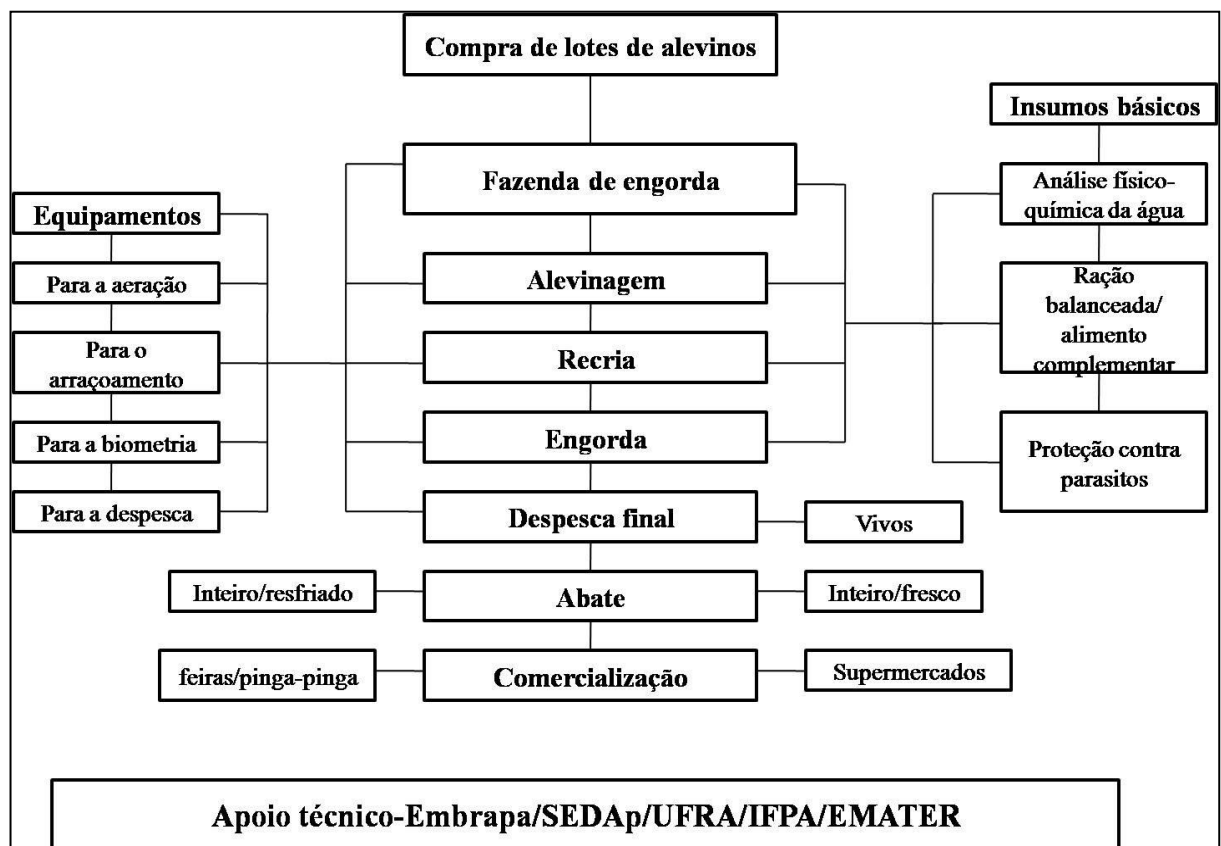 Compra de lotes de alevinos
Insumos básicos
Fazenda de engorda
Análise físico-
química da água
Equipamentos
Para a aeração
Alevinagem
Ração
balanceada/
alimento
complementar
Para o
arraçoamento
Recria
Para a biometria
Engorda
Proteção contra
parasitos
Para a despesca
Despesca final
Vivos
Inteiro/resfriado
Abate
Inteiro/fresco
feiras/pinga-pinga
Comercialização
Supermercados
Apoio técnico-Embrapa/SEDAp/UFRA/IFPA/EMATER